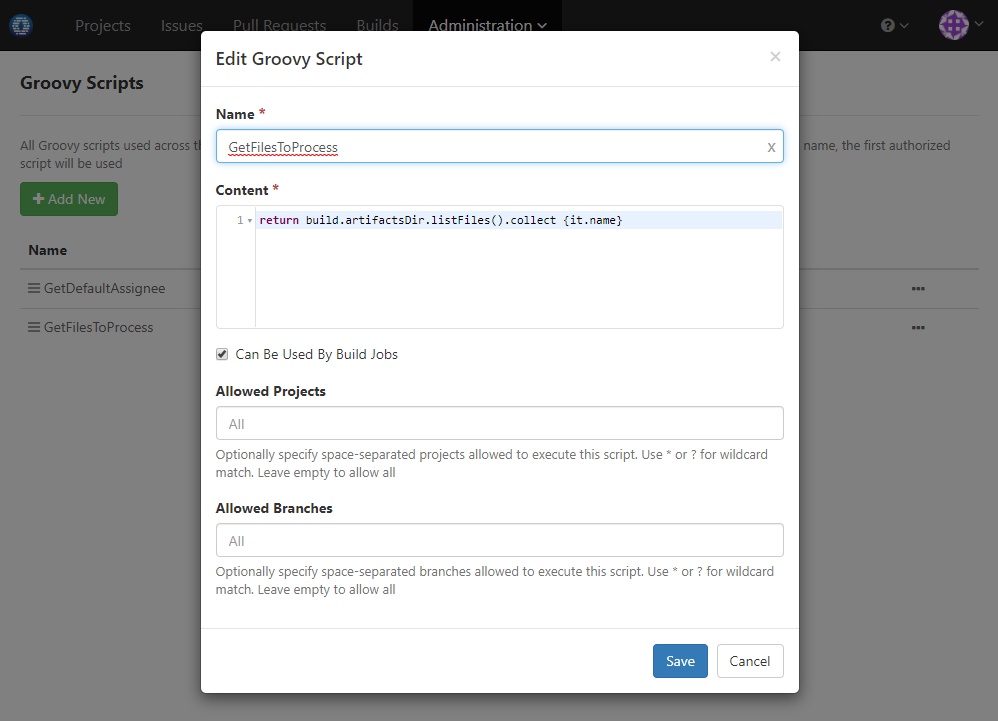 Projects Issues Pull Requests Builds Administration
Edit Groovy Script
Groovy Scripts
Name *
All Groovy scripts used across th
name, the first authorized
script will be used
GetFilesToProcess x
Add New
Content *
1 return build.artifactsDir.listFiles().collect {it.name}
Name
GetDefaultAssignee
GetFilesToProcess
Can Be Used By Build Jobs
Allowed Projects
All
Optionally specify space-separated projects allowed to execute this script. Use * or ? for wildcard
match. Leave empty to allow all
Allowed Branches
All
Optionally specify space-separated branches allowed to execute this script. Use * or ? for wildcard
match. Leave empty to allow all
Save Cancel